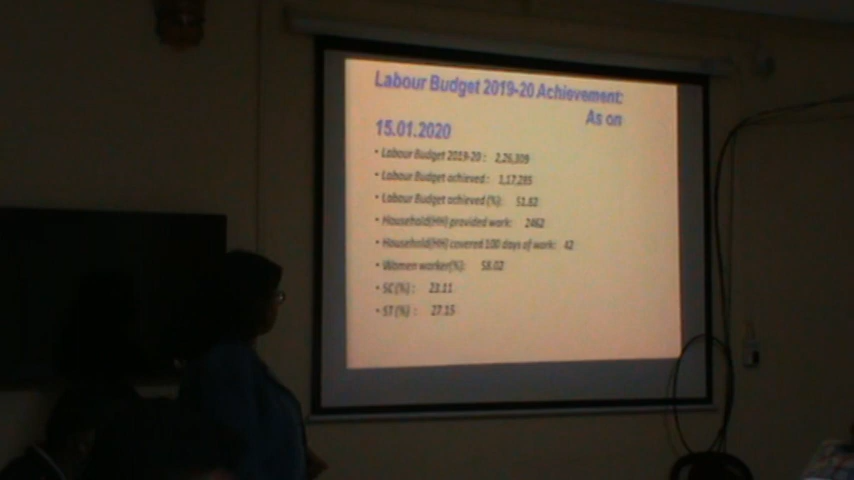 Labour Budget 2019-20 Achievement:
As on
15.01.2020
• Labour Budget 2019-20 : 2,26,309
• Labour Budget achieved : 1,17,285
• Labour Budget achieved (%): 51.82
• Household(HH) provided work: 2462
• Household(HH) covered 100 days of work: 42
• Women worker(%): 58.02
• SC (%) : 23.11
• ST (%) : 27.15